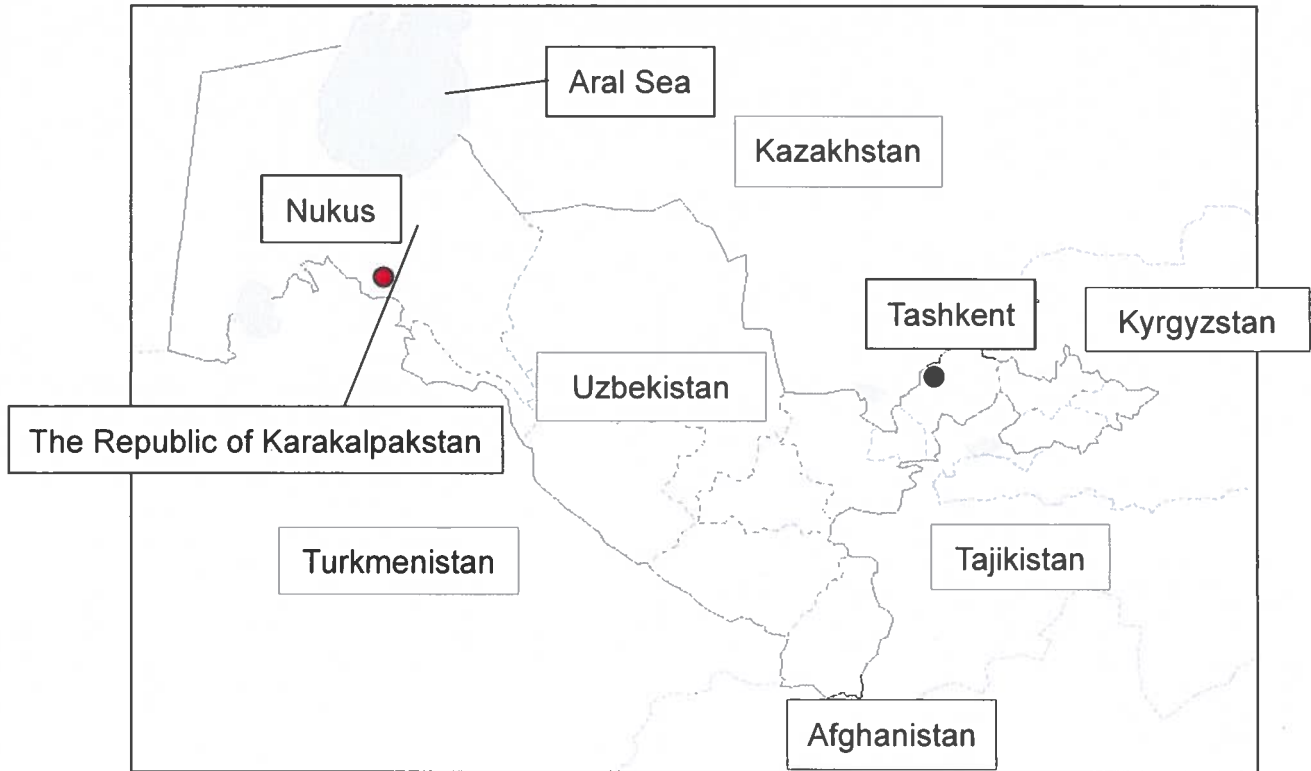 Aral Sea
Kazakhstan
Nukus
Tashkent
Kyrgyzstan
Uzbekistan
The Republic of Karakalpakstan
Turkmenistan
Tajikistan
Afghanistan